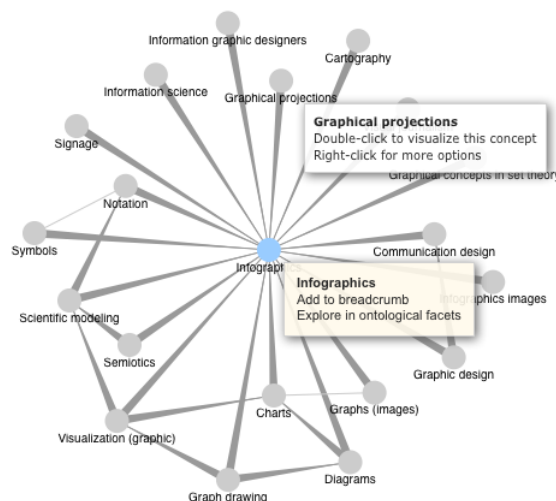 Information graphic designers
Cartography
Information science
Graphical projections
Graphical projections
Double-click to visualize this concept
Right-click for more options
Signage
Graphical concepts in set theory
Notation
Symbols
Communication design
Infographics
Add to breadcrumb
Explore in ontological facets
Infographics images
Scientific modeling
Semiotics
Graphic design
Charts
Graphs (images)
Visualization (graphic)
Diagrams
Graph drawing